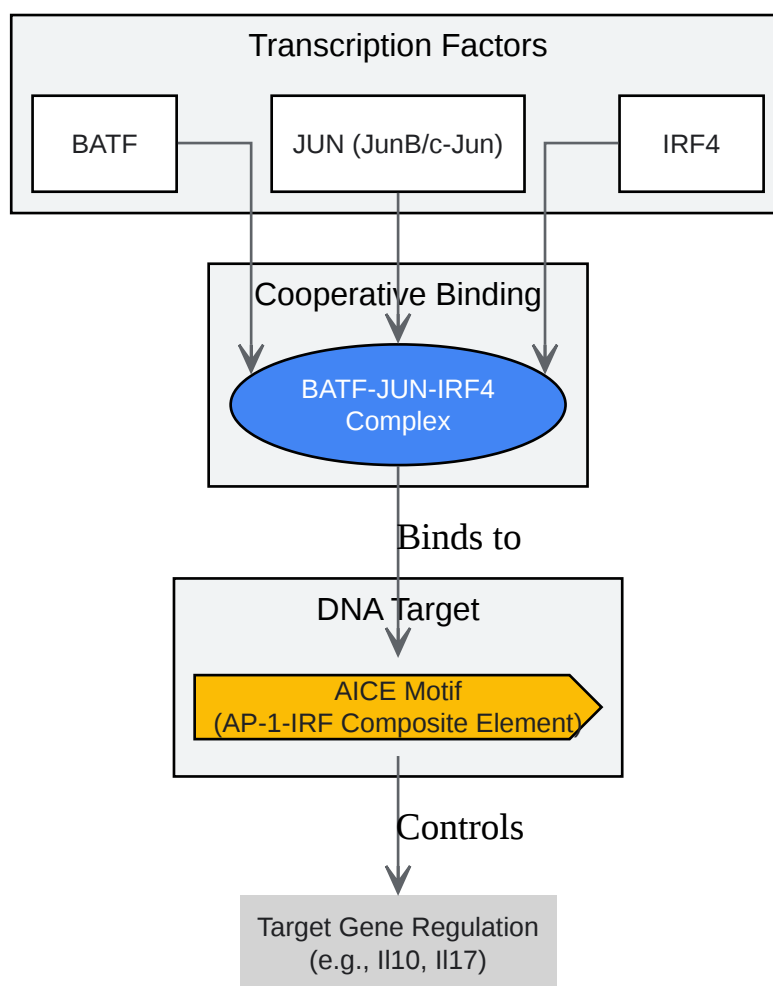 Transcription Factors
BATF
JUN (JunB/c-Jun)
IRF4
Cooperative Binding
BATF-JUN-IRF4
Complex
Binds to
DNA Target
AICE Motif
(AP-1-IRF Composite Element)
Controls
Target Gene Regulation
(e.g., Il10, Il17)